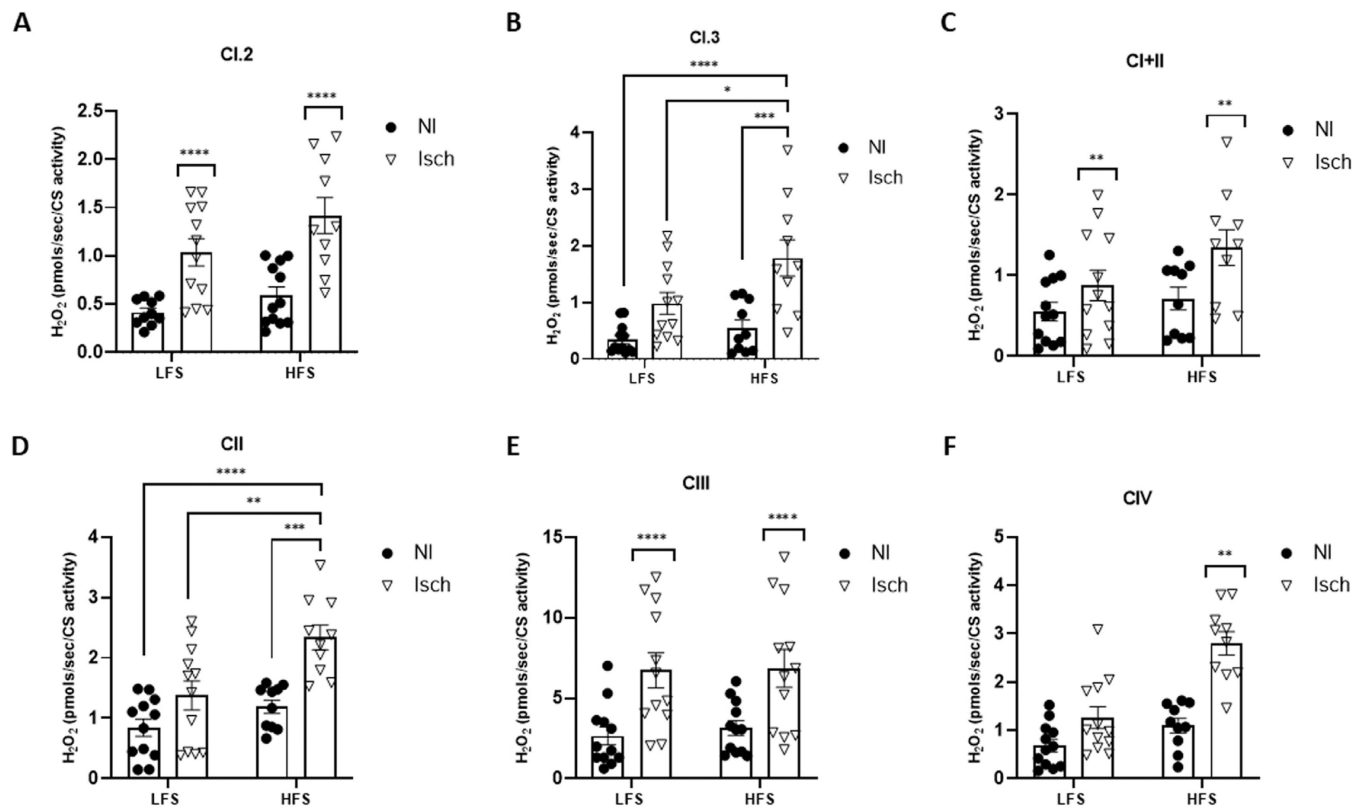 A
CI.2
****
****
2.5
2.0
1.5
1.0
0.5
0.0
H₂O₂ (pmols/sec/CS activity)
LFS
HFS
NI
Isch
B
CI.3
****
*
***
4
3
2
1
0
H₂O₂ (pmols/sec/CS activity)
LFS
HFS
NI
Isch
C
CI+II
**
**
3
2
1
0
H₂O₂ (pmols/sec/CS activity)
LFS
HFS
NI
Isch
D
CII
****
**
***
4
3
2
1
0
H₂O₂ (pmols/sec/CS activity)
LFS
HFS
NI
Isch
E
CIII
****
****
15
10
5
0
H₂O₂ (pmols/sec/CS activity)
LFS
HFS
NI
Isch
F
CIV
**
5
4
3
2
1
0
H₂O₂ (pmols/sec/CS activity)
LFS
HFS
NI
Isch